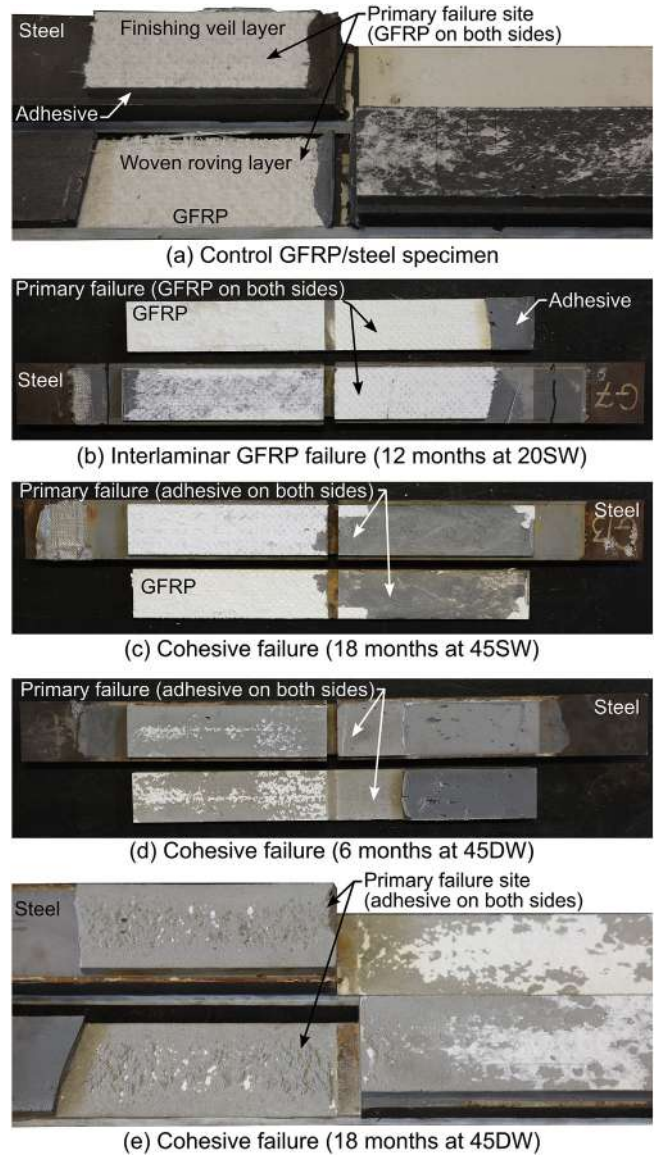 Steel
Finishing veil layer
Primary failure site
(GFRP on both sides)
Adhesive
Woven roving layer
GFRP
(a) Control GFRP/steel specimen
Primary failure (GFRP on both sides)
GFRP
Adhesive
Steel
G7
(b) Interlaminar GFRP failure (12 months at 20SW)
Primary failure (adhesive on both sides)
Steel
G13
GFRP
(c) Cohesive failure (18 months at 45SW)
Primary failure (adhesive on both sides)
Steel
(d) Cohesive failure (6 months at 45DW)
Primary failure site
(adhesive on both sides)
Steel
(e) Cohesive failure (18 months at 45DW)